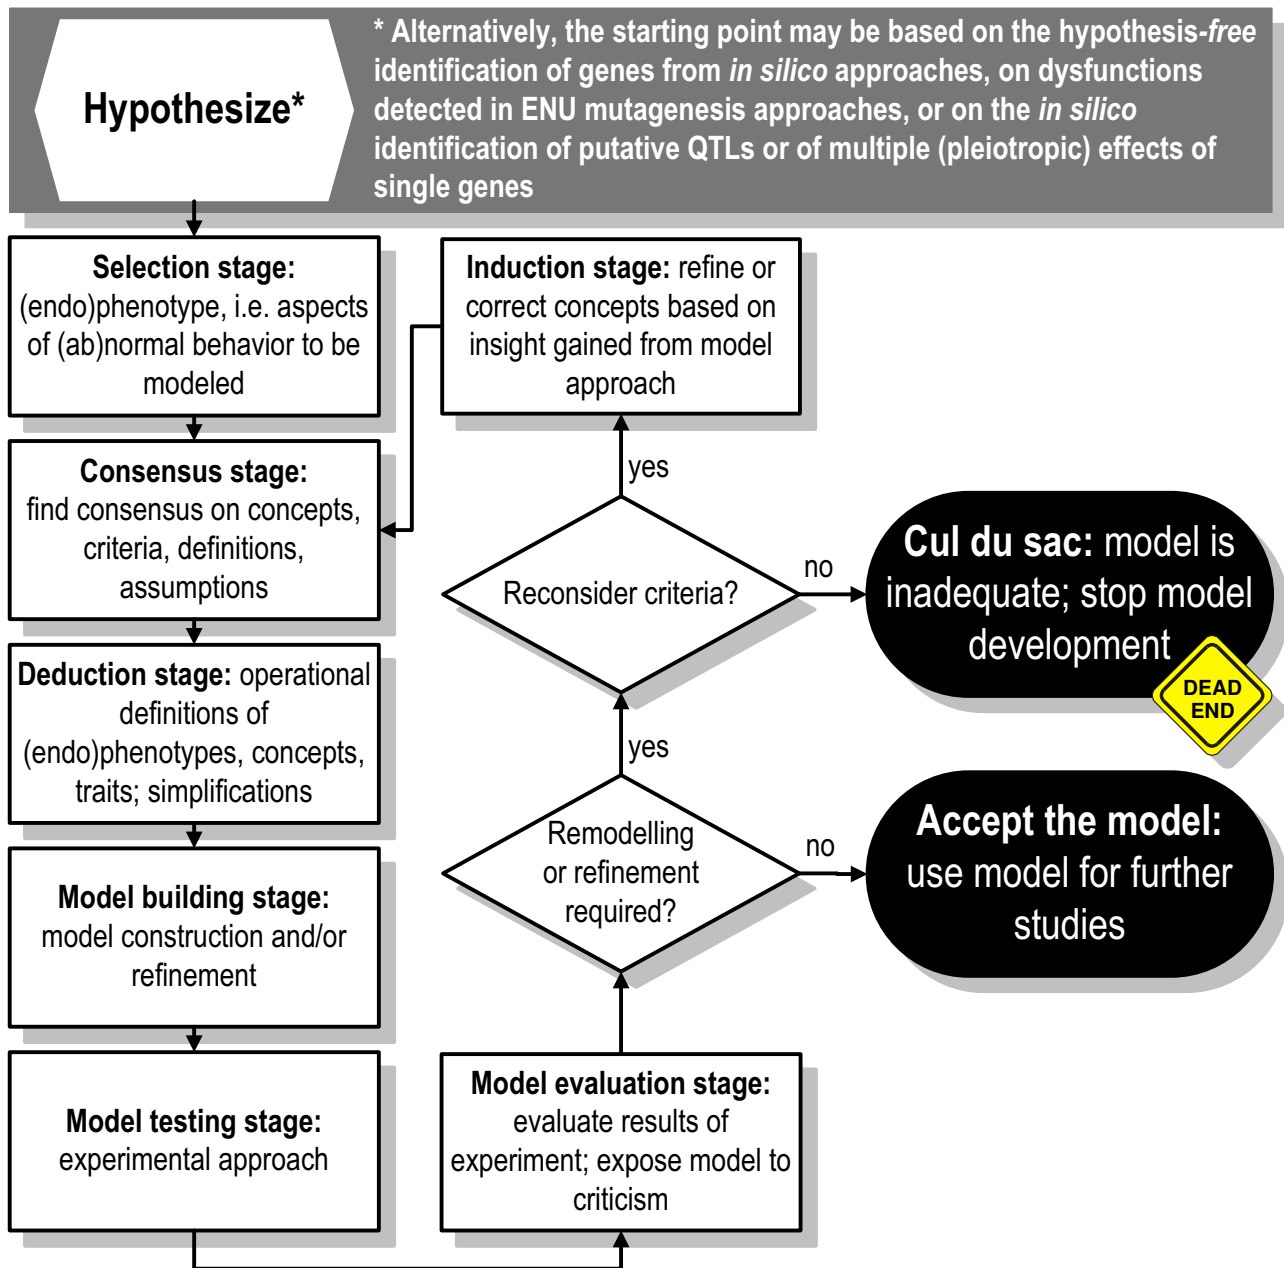 Hypothesize*
* Alternatively, the starting point may be based on the hypothesis-free
identification of genes from in silico approaches, on dysfunctions
detected in ENU mutagenesis approaches, or on the in silico
identification of putative QTLs or of multiple (pleiotropic) effects of
single genes
Selection stage:
(endo)phenotype, i.e. aspects
of (ab)normal behavior to be
modeled
Consensus stage:
find consensus on concepts,
criteria, definitions,
assumptions
Deduction stage: operational
definitions of
(endo)phenotypes, concepts,
traits; simplifications
Model building stage:
model construction and/or
refinement
Model testing stage:
experimental approach
Model evaluation stage:
evaluate results of
experiment; expose model to
criticism
Remodelling
or refinement
required?
no
Accept the model:
use model for further
studies
yes
Reconsider criteria?
no
Cul du sac: model is
inadequate; stop model
development
DEAD
END
yes
Induction stage: refine or
correct concepts based on
insight gained from model
approach